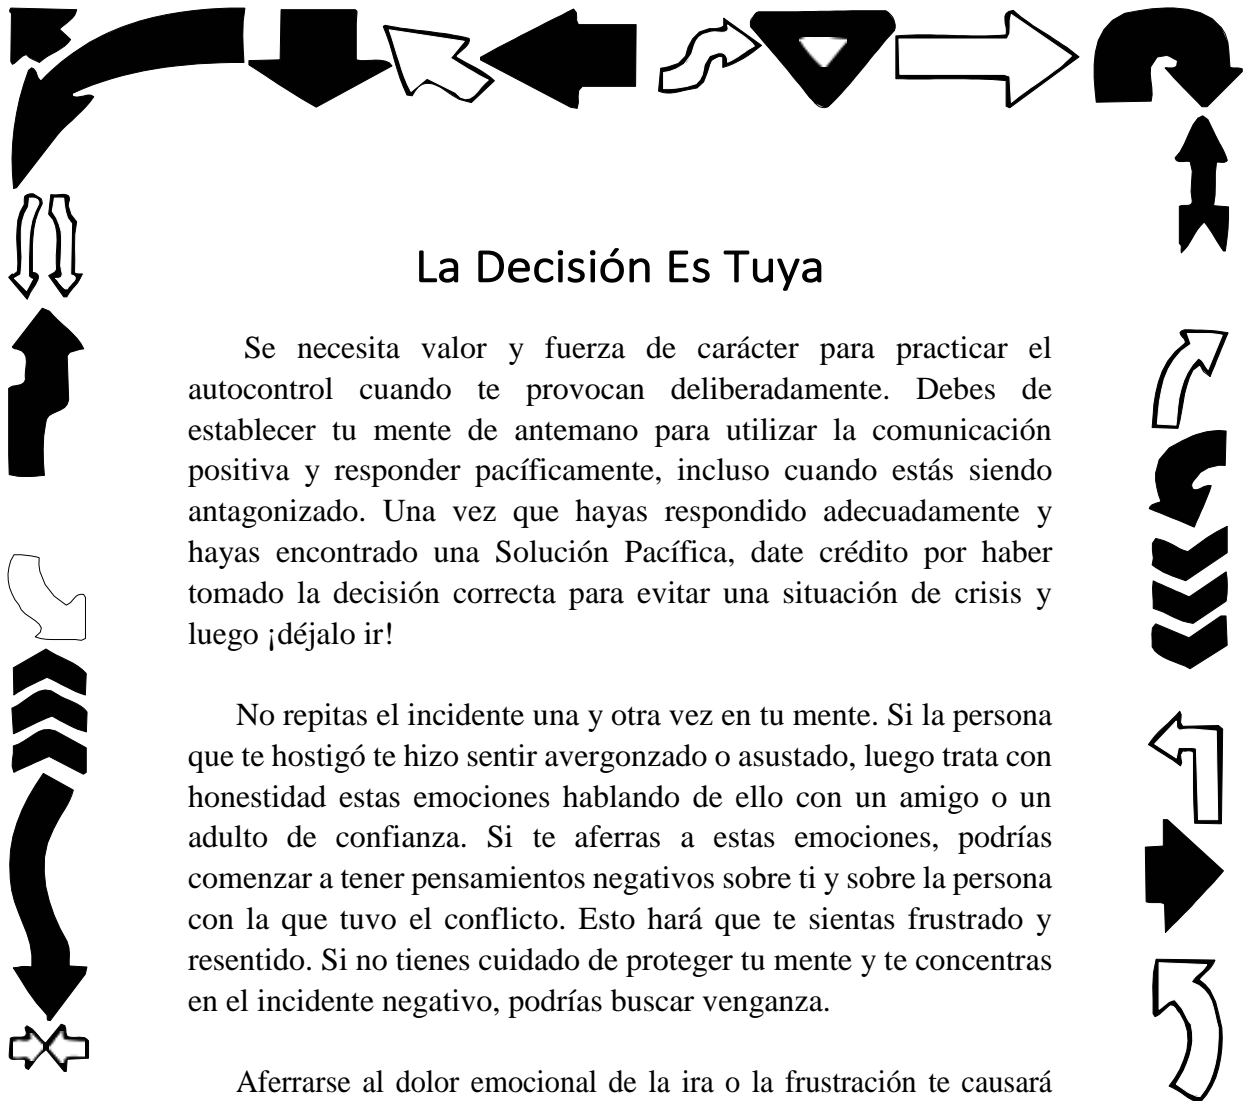 La Decisión Es Tuya
Se necesita valor y fuerza de carácter para practicar el
autocontrol cuando te provocan deliberadamente. Debes de
establecer tu mente de antemano para utilizar la comunicación
positiva y responder pacíficamente, incluso cuando estás siendo
antagonizado. Una vez que hayas respondido adecuadamente y
hayas encontrado una Solución Pacífica, date crédito por haber
tomado la decisión correcta para evitar una situación de crisis y
luego ¡déjalo ir!
No repitas el incidente una y otra vez en tu mente. Si la persona
que te hostigó te hizo sentir avergonzado o asustado, luego trata con
honestidad estas emociones hablando de ello con un amigo o un
adulto de confianza. Si te aferras a estas emociones, podrías
comenzar a tener pensamientos negativos sobre ti y sobre la persona
con la que tuvo el conflicto. Esto hará que te sientas frustrado y
resentido. Si no tienes cuidado de proteger tu mente y te concentras
en el incidente negativo, podrías buscar venganza.
Aferrarse al dolor emocional de la ira o la frustración te causará